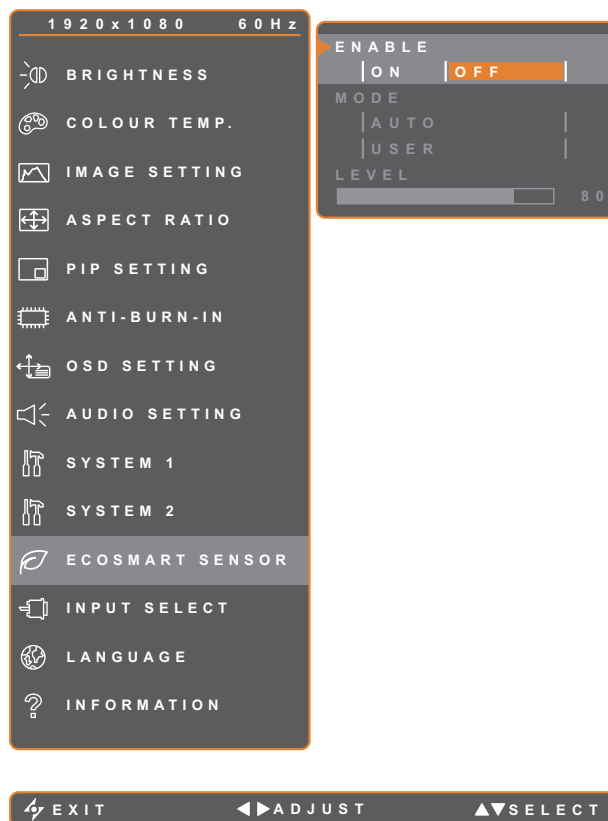 1920x1080 60Hz
BRIGHTNESS
COLOUR TEMP.
IMAGE SETTING
ASPECT RATIO
PIP SETTING
ANTI-BURN-IN
OSD SETTING
AUDIO SETTING
SYSTEM 1
SYSTEM 2
ECOSMART SENSOR
INPUT SELECT
LANGUAGE
INFORMATION
ENABLE
ON OFF
MODE
AUTO
USER
LEVEL
80
EXIT ADJUST SELECT